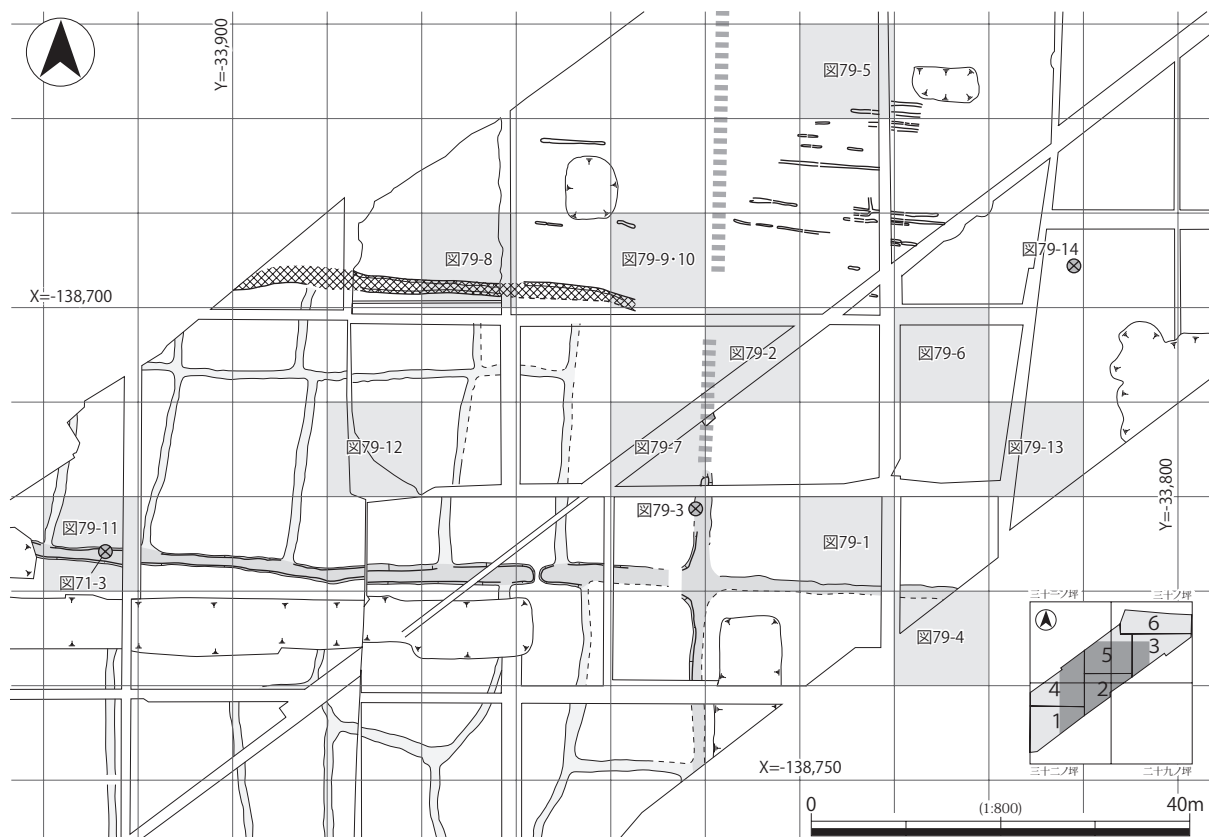 Y=-33,900
図79-5
図79-14
図79-8
図79-9・10
X=-138,700
図79-2
図79-6
図79-12
図79-7
図79-13
Y=-33,800
図79-11
図79-3
図79-1
図71-3
図79-4
三十一ノ坪
三十ノ坪
6
5
3
4
2
1
三十二ノ坪
二十九ノ坪
X=-138,750
0
(1:800)
40m